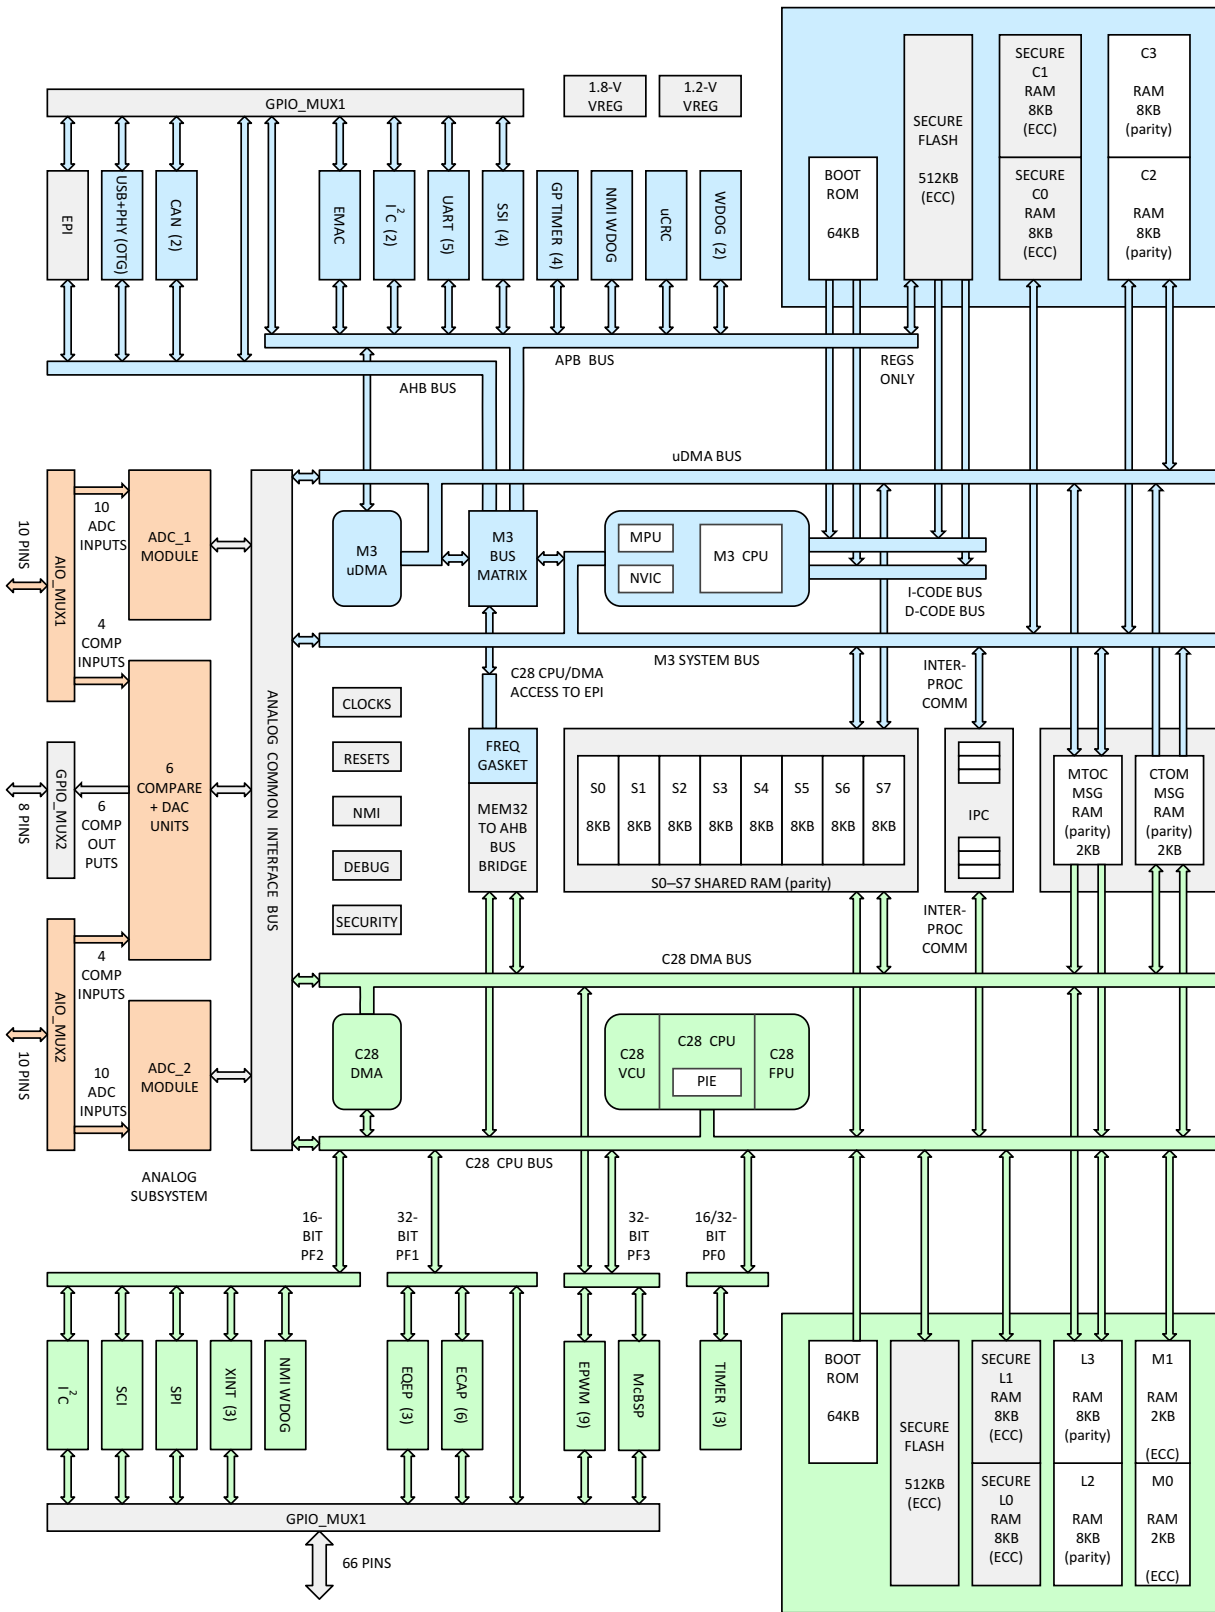 GPIO_MUX1
1.8-V
VREG
1.2-V
VREG
EPI
USB+PHY (OTG)
CAN (2)
EMAC
I²C (2)
UART (5)
SSI (4)
GP TIMER (4)
NMI WDOG
uCRC
WDOG (2)
BOOT
ROM
64KB
SECURE
FLASH
512KB
(ECC)
SECURE
C1
RAM
8KB
(ECC)
SECURE
C0
RAM
8KB
(ECC)
C3
RAM
8KB
(parity)
C2
RAM
8KB
(parity)
APB BUS
REGS
ONLY
AHB BUS
uDMA BUS
10 PINS
AIO_MUX1
10
ADC
INPUTS
ADC_1
MODULE
4
COMP
INPUTS
ANALOG COMMON INTERFACE BUS
M3
uDMA
M3
BUS
MATRIX
MPU
NVIC
M3 CPU
I-CODE BUS
D-CODE BUS
M3 SYSTEM BUS
C28 CPU/DMA
ACCESS TO EPI
INTER-
PROC
COMM
CLOCKS
RESETS
NMI
DEBUG
SECURITY
8 PINS
GPIO_MUX2
6
COMP
OUT
PUTS
6
COMPARE
+ DAC
UNITS
FREQ
GASKET
MEM32
TO AHB
BUS
BRIDGE
S0
8KB
S1
8KB
S2
8KB
S3
8KB
S4
8KB
S5
8KB
S6
8KB
S7
8KB
S0–S7 SHARED RAM (parity)
IPC
MTOC
MSG
RAM
(parity)
2KB
CTOM
MSG
RAM
(parity)
2KB
INTER-
PROC
COMM
C28 DMA BUS
4
COMP
INPUTS
AIO_MUX2
10 PINS
10
ADC
INPUTS
ADC_2
MODULE
C28
DMA
C28
VCU
C28 CPU
PIE
C28
FPU
C28 CPU BUS
ANALOG
SUBSYSTEM
16-
BIT
PF2
32-
BIT
PF1
32-
BIT
PF3
16/32-
BIT
PF0
I²C
SCI
SPI
XINT (3)
NMI WDOG
EQEP (3)
ECAP (6)
EPWM (9)
McBSP
TIMER (3)
BOOT
ROM
64KB
SECURE
FLASH
512KB
(ECC)
SECURE
L1
RAM
8KB
(ECC)
SECURE
L0
RAM
8KB
(ECC)
L3
RAM
8KB
(parity)
L2
RAM
8KB
(parity)
M1
RAM
2KB
(ECC)
M0
RAM
2KB
(ECC)
GPIO_MUX1
66 PINS